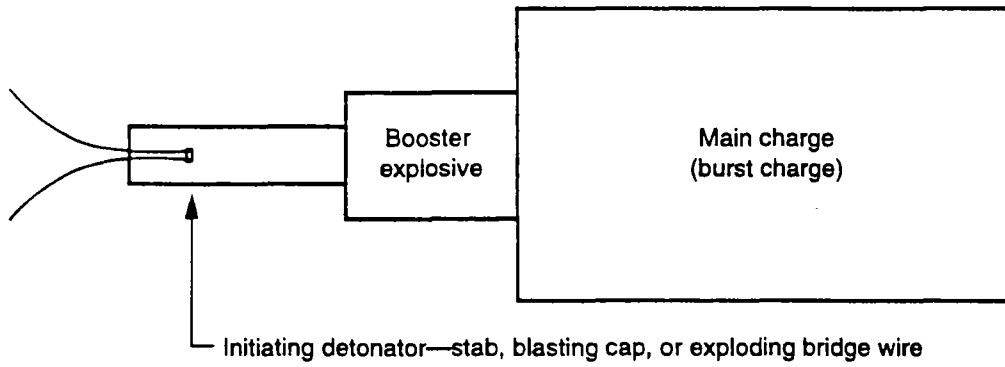 Booster
explosive
Main charge
(burst charge)
Initiating detonator—stab, blasting cap, or exploding bridge wire